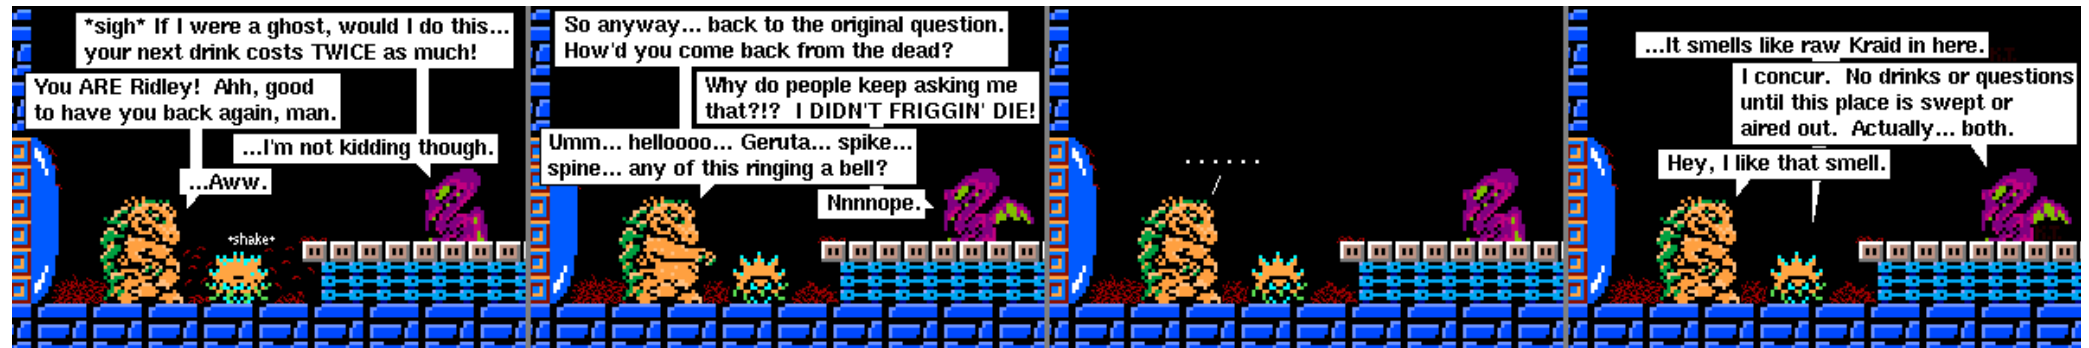 *sigh* If I were a ghost, would I do this...
your next drink costs TWICE as much!
You ARE Ridley! Ahh, good
to have you back again, man.
...I'm not kidding though.
...Aww.
*shake*
So anyway... back to the original question.
How'd you come back from the dead?
Why do people keep asking me
that?!? I DIDN'T FRIGGIN' DIE!
Umm... helloooo... Geruta... spike...
spine... any of this ringing a bell?
Nnnnope.
......
...It smells like raw Kraid in here.
I concur. No drinks or questions
until this place is swept or
aired out. Actually... both.
Hey, I like that smell.